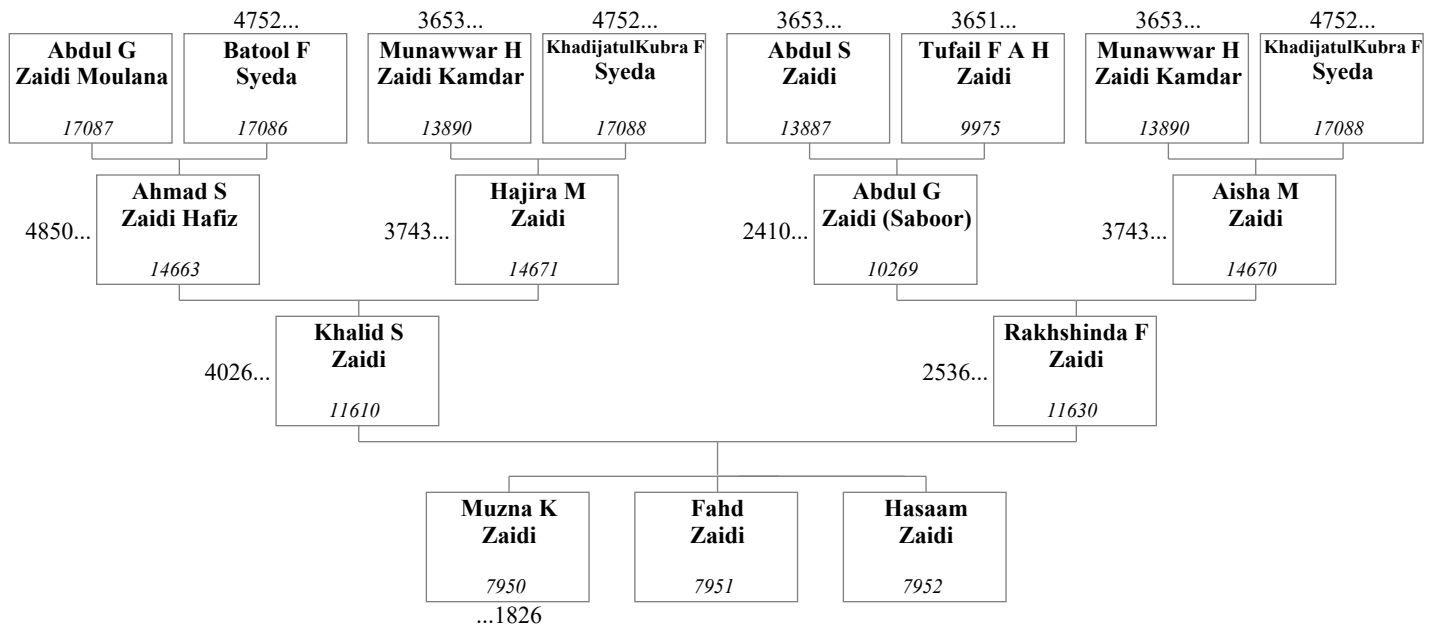 4752... 3653... 4752... 3653... 3651... 3653... 4752...
Abdul G
Zaidi Moulana
17087
Batool F
Syeda
17086
Munawwar H
Zaidi Kamdar
13890
KhadijatulKubra F
Syeda
17088
Abdul S
Zaidi
13887
Tufail F A H
Zaidi
9975
Munawwar H
Zaidi Kamdar
13890
KhadijatulKubra F
Syeda
17088
4850...
Ahmad S
Zaidi Hafiz
14663
3743...
Hajira M
Zaidi
14671
2410...
Abdul G
Zaidi (Saboor)
10269
3743...
Aisha M
Zaidi
14670
4026...
Khalid S
Zaidi
11610
2536...
Rakhshinda F
Zaidi
11630
Muzna K
Zaidi
7950
...1826
Fahd
Zaidi
7951
Hasaam
Zaidi
7952